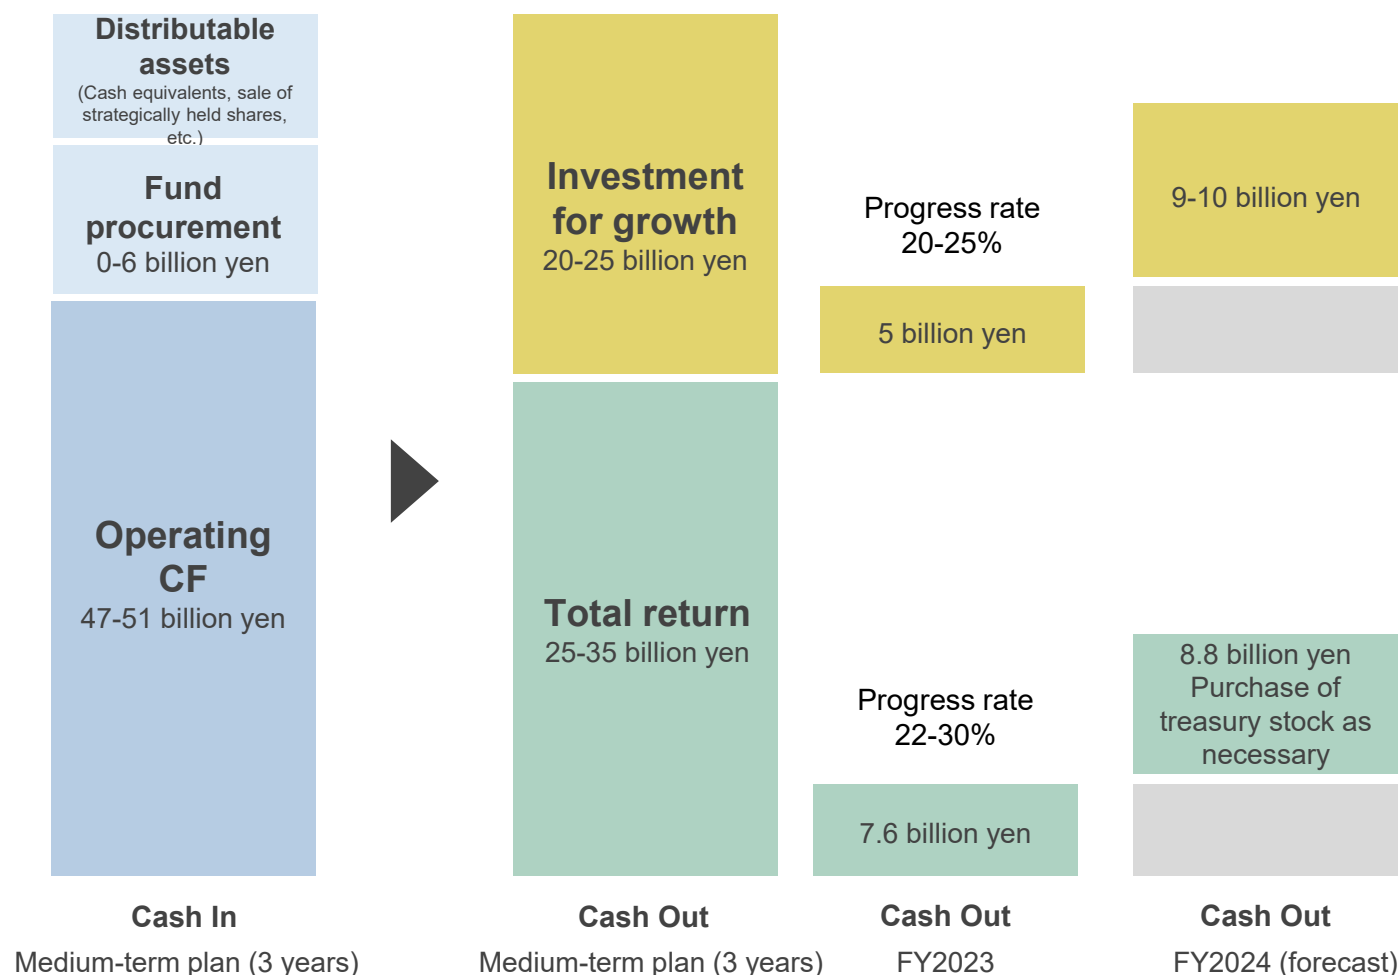 Distributable
assets
(Cash equivalents, sale of
strategically held shares,
etc.)
Fund
procurement
0-6 billion yen
Operating
CF
47-51 billion yen
Cash In
Medium-term plan (3 years)
Investment
for growth
20-25 billion yen
Total return
25-35 billion yen
Cash Out
Medium-term plan (3 years)
Progress rate
20-25%
5 billion yen
Progress rate
22-30%
7.6 billion yen
Cash Out
FY2023
9-10 billion yen
8.8 billion yen
Purchase of
treasury stock as
necessary
Cash Out
FY2024 (forecast)